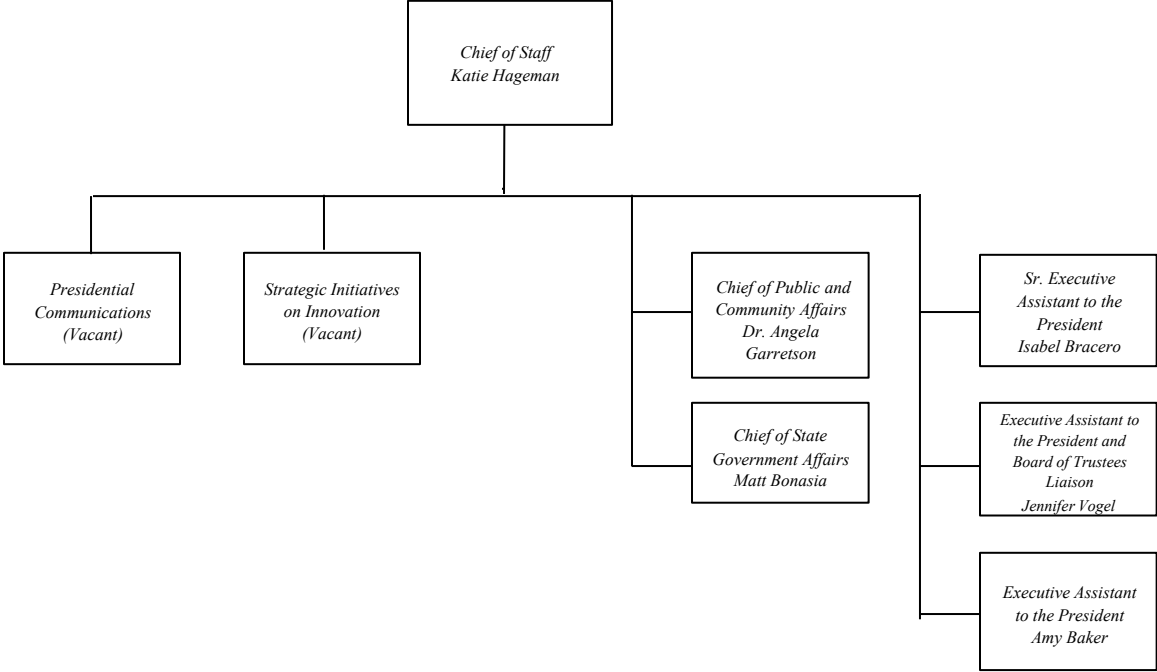 Chief of Staff
Katie Hageman
Presidential
Communications
(Vacant)
Strategic Initiatives
on Innovation
(Vacant)
Chief of Public and
Community Affairs
Dr. Angela
Garretson
Sr. Executive
Assistant to the
President
Isabel Bracero
Chief of State
Government Affairs
Matt Bonasia
Executive Assistant to
the President and
Board of Trustees
Liaison
Jennifer Vogel
Executive Assistant
to the President
Amy Baker